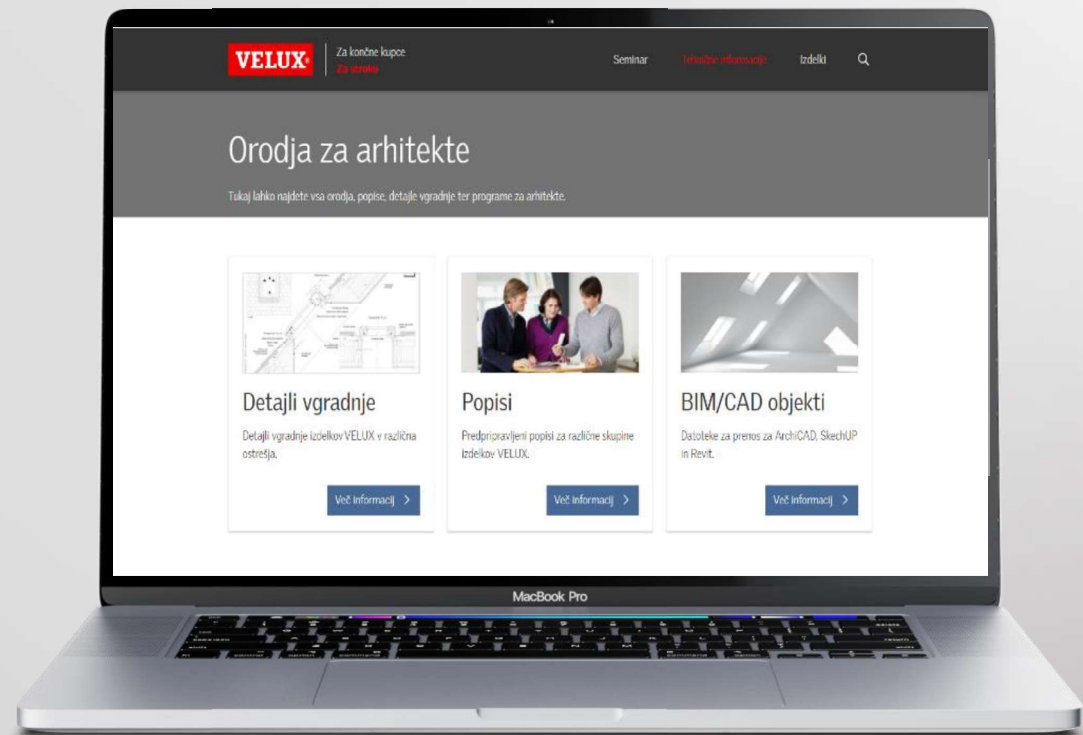 VELUX
Za končne kupce
Za stroko
Seminar
Tehnične informacije
Izdelki
Orodja za arhitekte
Tukaj lahko najdete vsa orodja, popise, detajle vgradnje ter programe za arhitekte.
Detajli vgradnje
Detajli vgradnje izdelkov VELUX v različna
ostrešja.
Več informacij
Popisi
Predpripravljeni popisi za različne skupine
izdelkov VELUX.
Več informacij
BIM/CAD objekti
Datoteke za prenos za ArchiCAD, SkechUP
in Revit.
Več informacij
MacBook Pro